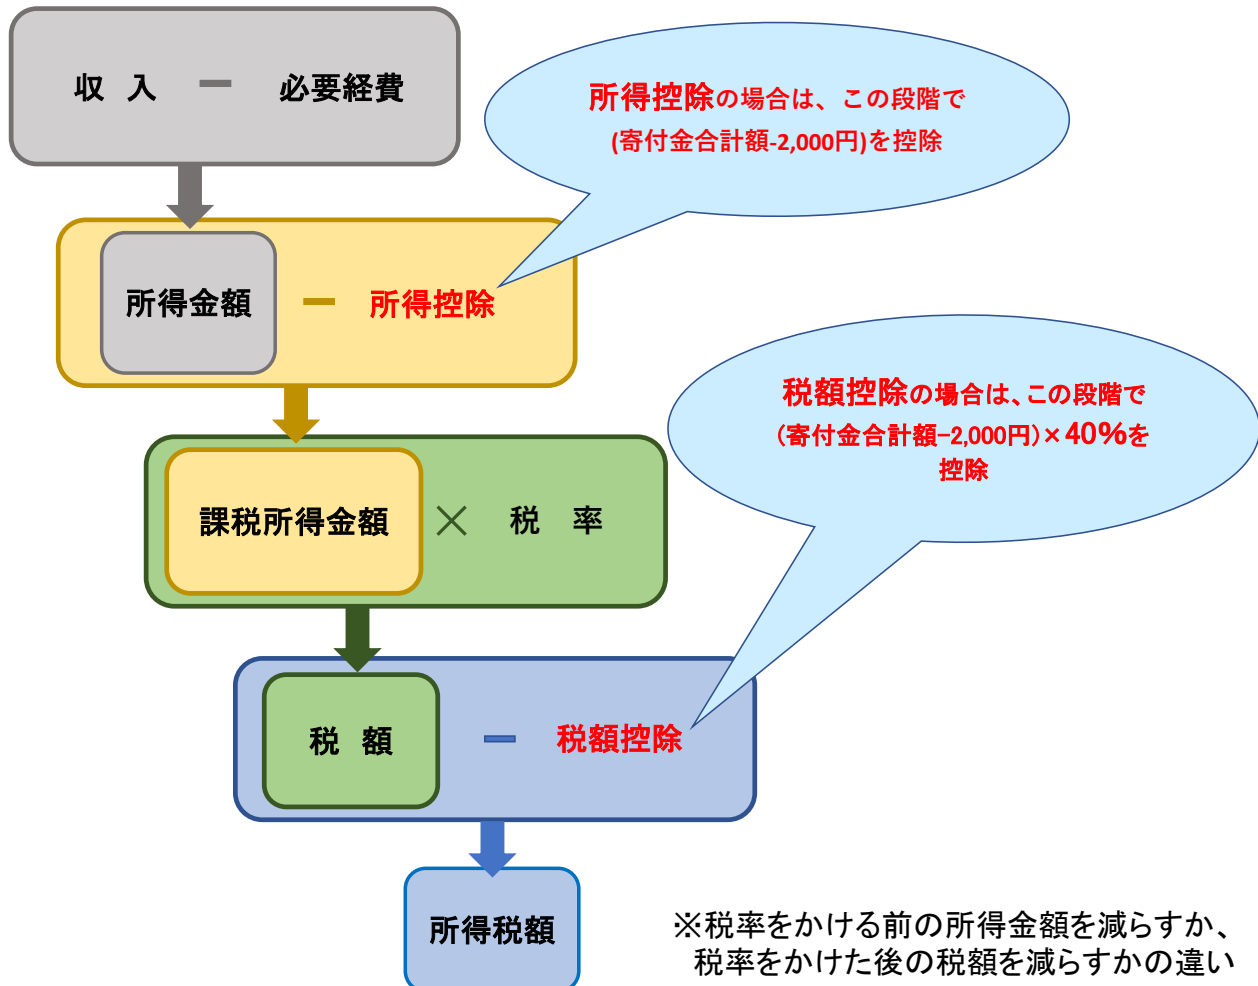 収 入 － 必要経費
所得控除の場合は、この段階で
(寄付金合計額-2,000円)を控除
所得金額 － 所得控除
税額控除の場合は、この段階で
（寄付金合計額−2,000円）×40％を
控除
課税所得金額 × 税 率
税 額 － 税額控除
所得税額
※税率をかける前の所得金額を減らすか、
税率をかけた後の税額を減らすかの違い